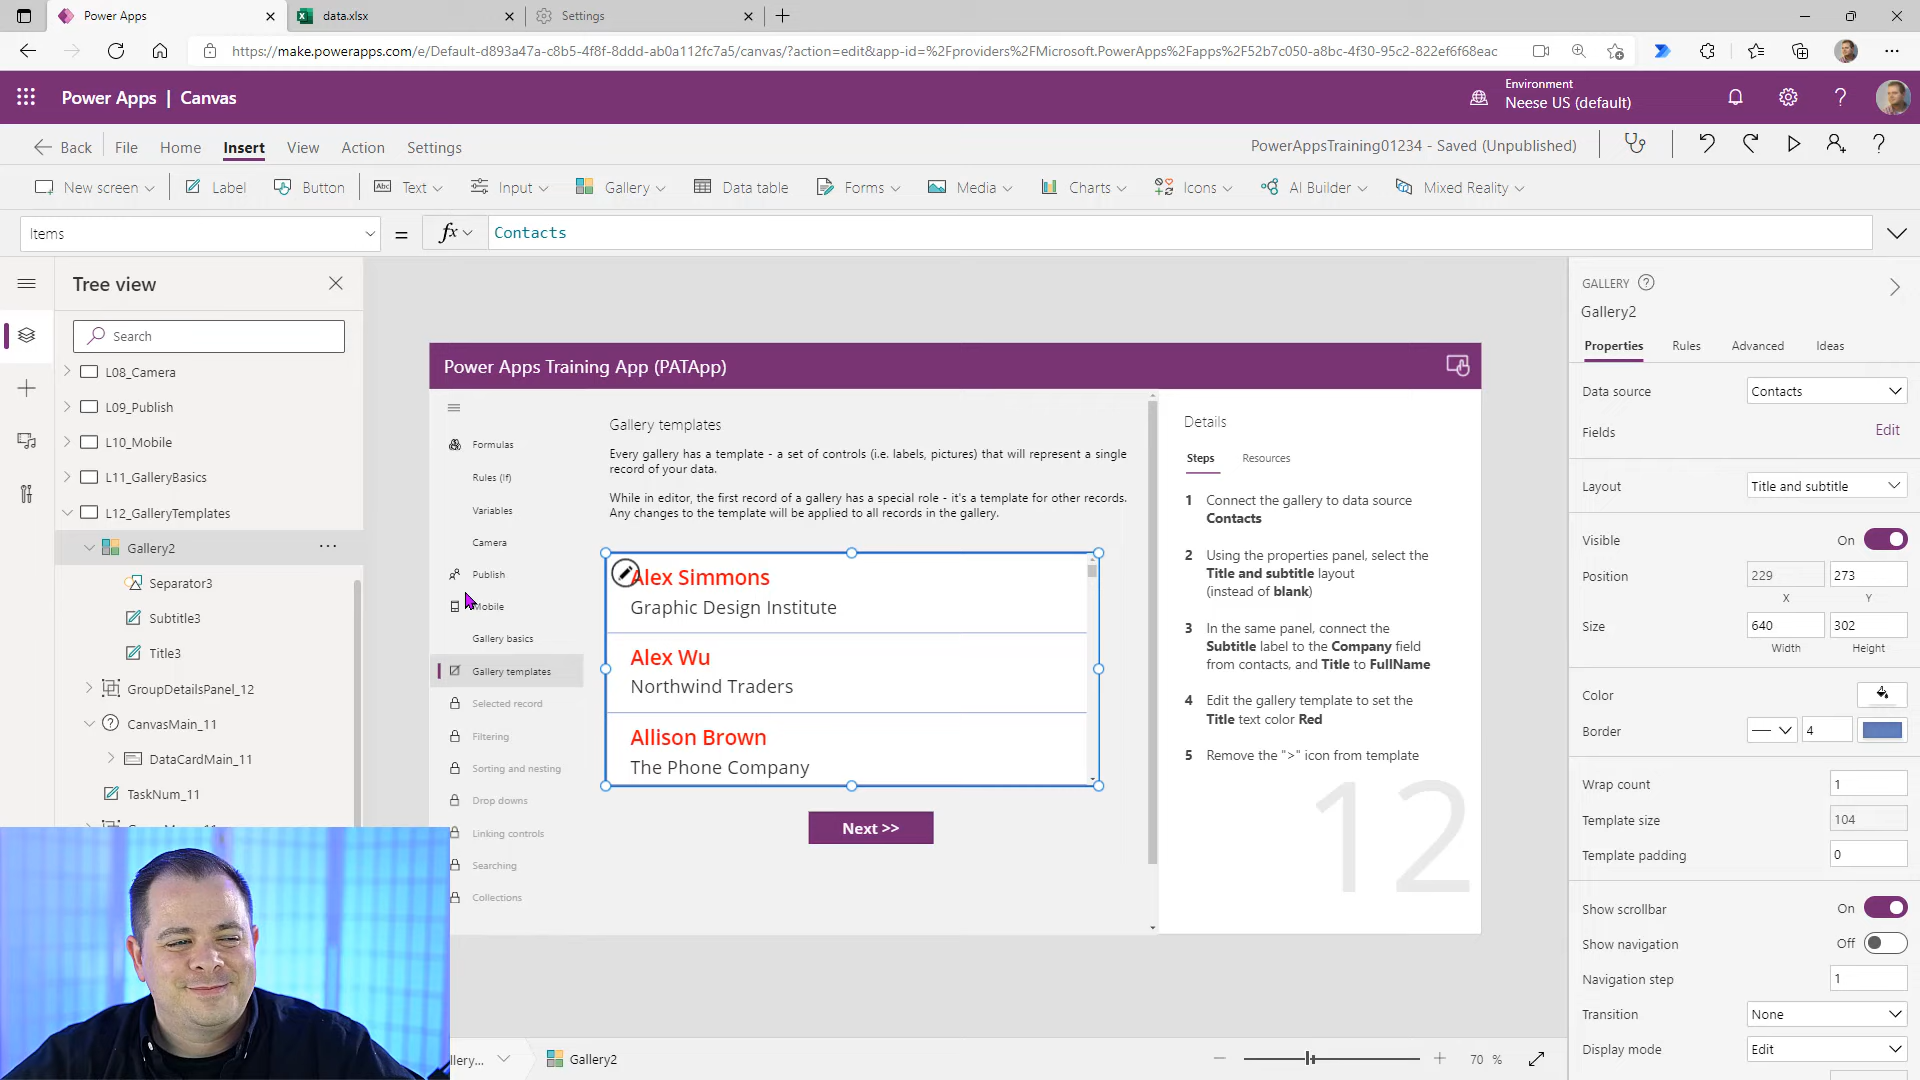 Power Apps
data.xlsx
Settings
https://make.powerapps.com/e/Default-d893a47a-c8b5-4f8f-8ddd-ab0a112fc7a5/canvas/?action=edit&app-id=%2Fproviders%2FMicrosoft.PowerApps%2Fapps%2F52b7c050-a8bc-4f30-95c2-822ef6f68eac
Power Apps | Canvas
Environment
Neese US (default)
Back File Home Insert View Action Settings
PowerAppsTraining01234 - Saved (Unpublished)
New screen Label Button Text Input Gallery Data table Forms Media Charts Icons AI Builder Mixed Reality
Items = fx Contacts
Tree view
Search
L08_Camera
L09_Publish
L10_Mobile
L11_GalleryBasics
L12_GalleryTemplates
Gallery2
Separator3
Subtitle3
Title3
GroupDetailsPanel_12
CanvasMain_11
DataCardMain_11
TaskNum_11
Power Apps Training App (PATApp)
Formulas
Rules (If)
Variables
Camera
Publish
Mobile
Gallery basics
Gallery templates
Selected record
Filtering
Sorting and nesting
Drop downs
Linking controls
Searching
Collections
Gallery templates
Every gallery has a template - a set of controls (i.e. labels, pictures) that will represent a single
record of your data.
While in editor, the first record of a gallery has a special role - it's a template for other records.
Any changes to the template will be applied to all records in the gallery.
Alex Simmons
Graphic Design Institute
Alex Wu
Northwind Traders
Allison Brown
The Phone Company
Next >>
Details
Steps Resources
1 Connect the gallery to data source
Contacts
2 Using the properties panel, select the
Title and subtitle layout
(instead of blank)
3 In the same panel, connect the
Subtitle label to the Company field
from contacts, and Title to FullName
4 Edit the gallery template to set the
Title text color Red
5 Remove the ">" icon from template
12
GALLERY
Gallery2
Properties Rules Advanced Ideas
Data source Contacts
Fields Edit
Layout Title and subtitle
Visible On
Position 229 273
X Y
Size 640 302
Width Height
Color
Border 4
Wrap count 1
Template size 104
Template padding 0
Show scrollbar On
Show navigation Off
Navigation step 1
Transition None
Display mode Edit
llery... Gallery2
70 %